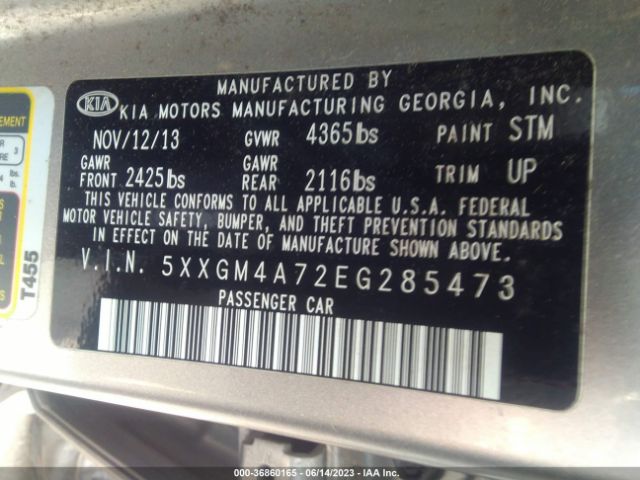 MANUFACTURED BY
KIA KIA MOTORS MANUFACTURING GEORGIA, INC.
NOV/12/13 GVWR 4365lbs PAINT STM
GAWR FRONT 2425lbs GAWR REAR 2116lbs TRIM UP
THIS VEHICLE CONFORMS TO ALL APPLICABLE U.S.A. FEDERAL
MOTOR VEHICLE SAFETY, BUMPER, AND THEFT PREVENTION STANDARDS
IN EFFECT ON THE DATE OF MANUFACTURE SHOWN ABOVE.
V.I.N. 5XXGM4A72EG285473
PASSENGER CAR
T455
000-36860165 - 06/14/2023 - IAA Inc.